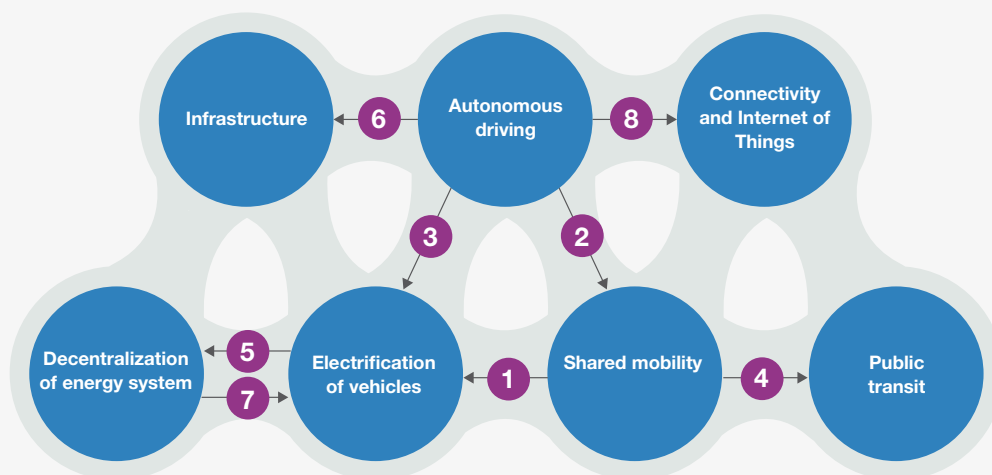 Infrastructure
6
Autonomous
driving
8
Connectivity
and Internet of
Things
3
2
Decentralization
of energy system
5
7
Electrification
of vehicles
1
Shared mobility
4
Public
transit